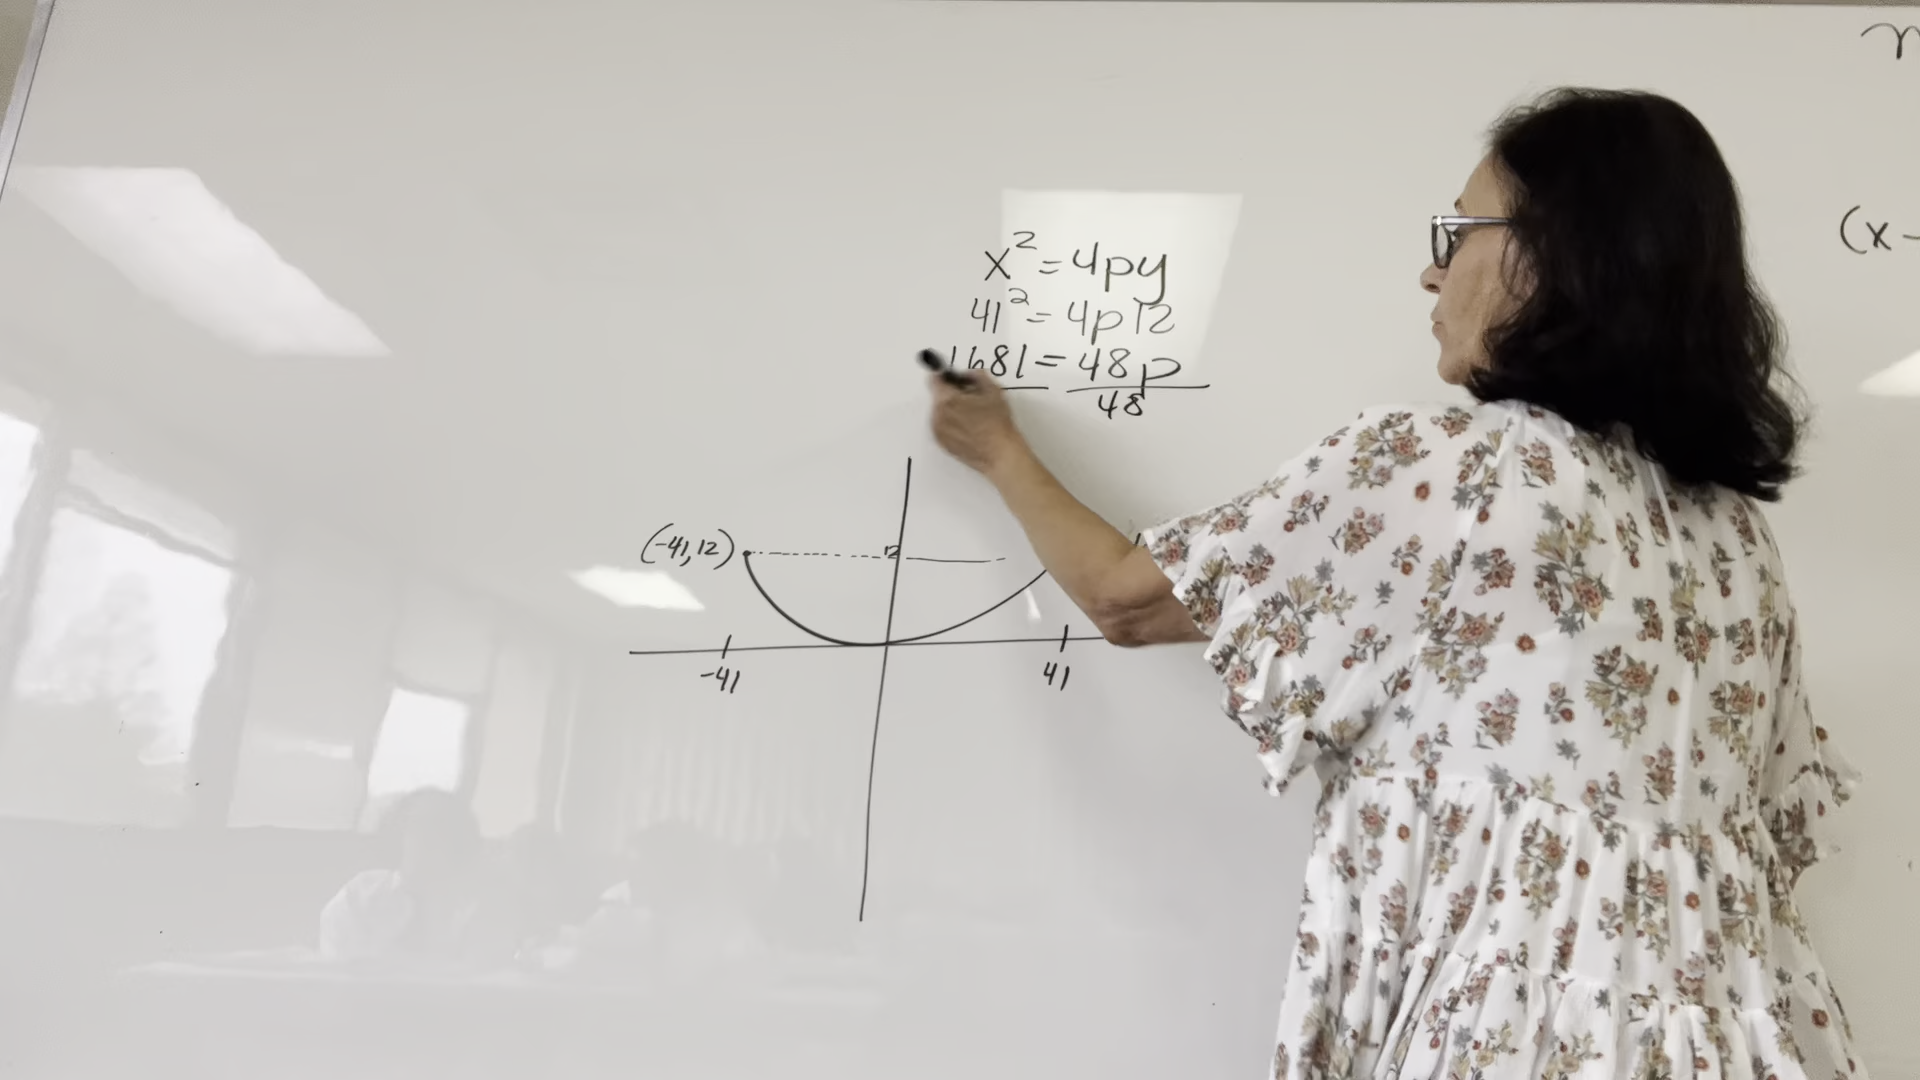 x² = 4py
41² = 4p12
1681 = 48p
48
(-41, 12)
12
-41
41
(x -